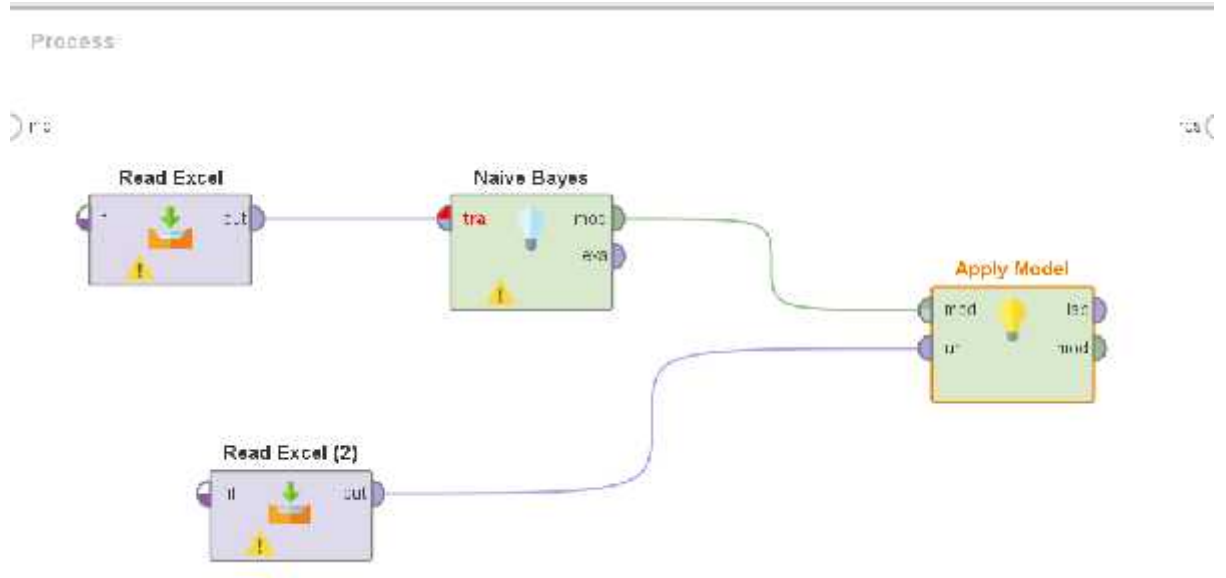 Process
Read Excel
out
Naive Bayes
tra
mod
exa
Apply Model
mod
lab
mod
Read Excel (2)
out